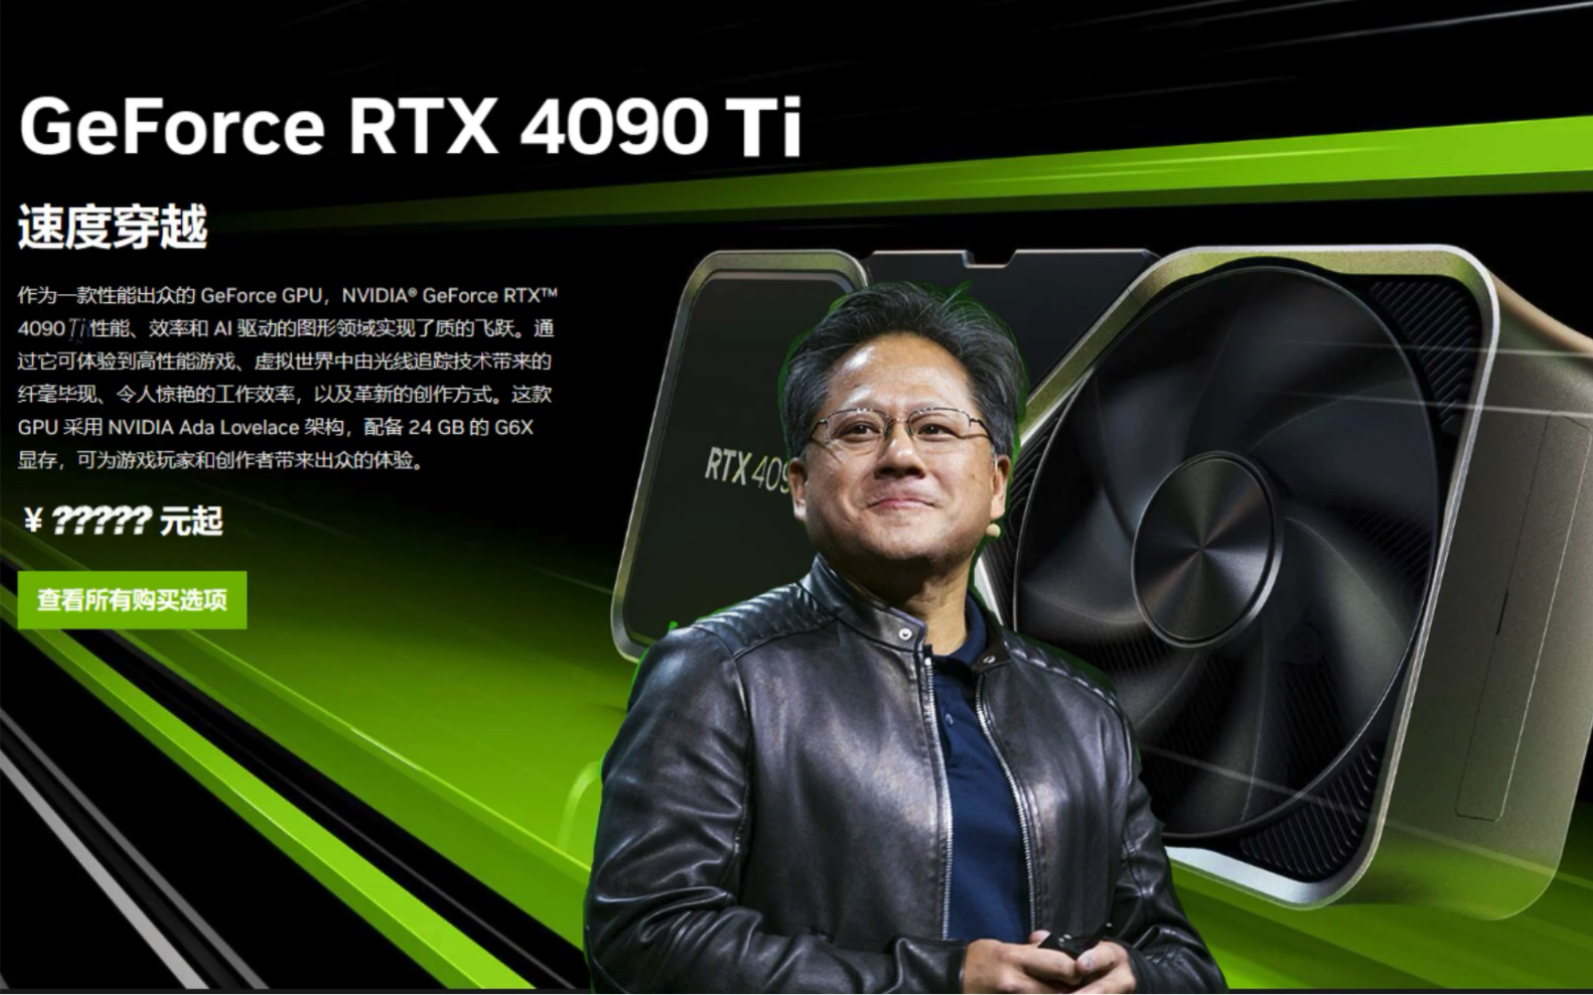 GeForce RTX 4090 Ti
速度穿越
作为一款性能出众的 GeForce GPU，NVIDIA® GeForce RTX™
4090 Ti 性能、效率和 AI 驱动的图形领域实现了质的飞跃。通
过它可体验到高性能游戏、虚拟世界中由光线追踪技术带来的
纤毫毕现、令人惊艳的工作效率，以及革新的创作方式。这款
GPU 采用 NVIDIA Ada Lovelace 架构，配备 24 GB 的 G6X
显存，可为游戏玩家和创作者带来出众的体验。
¥ ????? 元起
查看所有购买选项
RTX 409